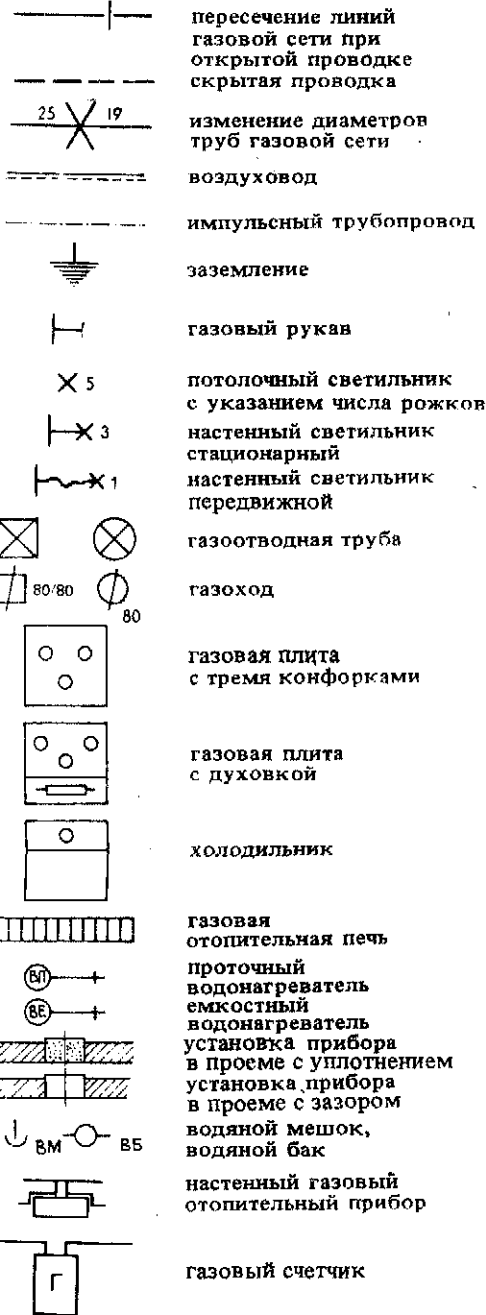 пересечение линий
газовой сети при
открытой проводке
скрытая проводка
25 19
изменение диаметров
труб газовой сети
воздуховод
импульсный трубопровод
заземление
газовый рукав
5
потолочный светильник
с указанием числа рожков
3
настенный светильник
стационарный
1
настенный светильник
передвижной
газоотводная труба
80/80
80
газоход
газовая плита
с тремя конфорками
газовая плита
с духовкой
холодильник
газовая
отопительная печь
ВП
проточный
водонагреватель
ВЕ
емкостный
водонагреватель
установка прибора
в проеме с уплотнением
установка прибора
в проеме с зазором
ВМ ВБ
водяной мешок,
водяной бак
настенный газовый
отопительный прибор
Г
газовый счетчик